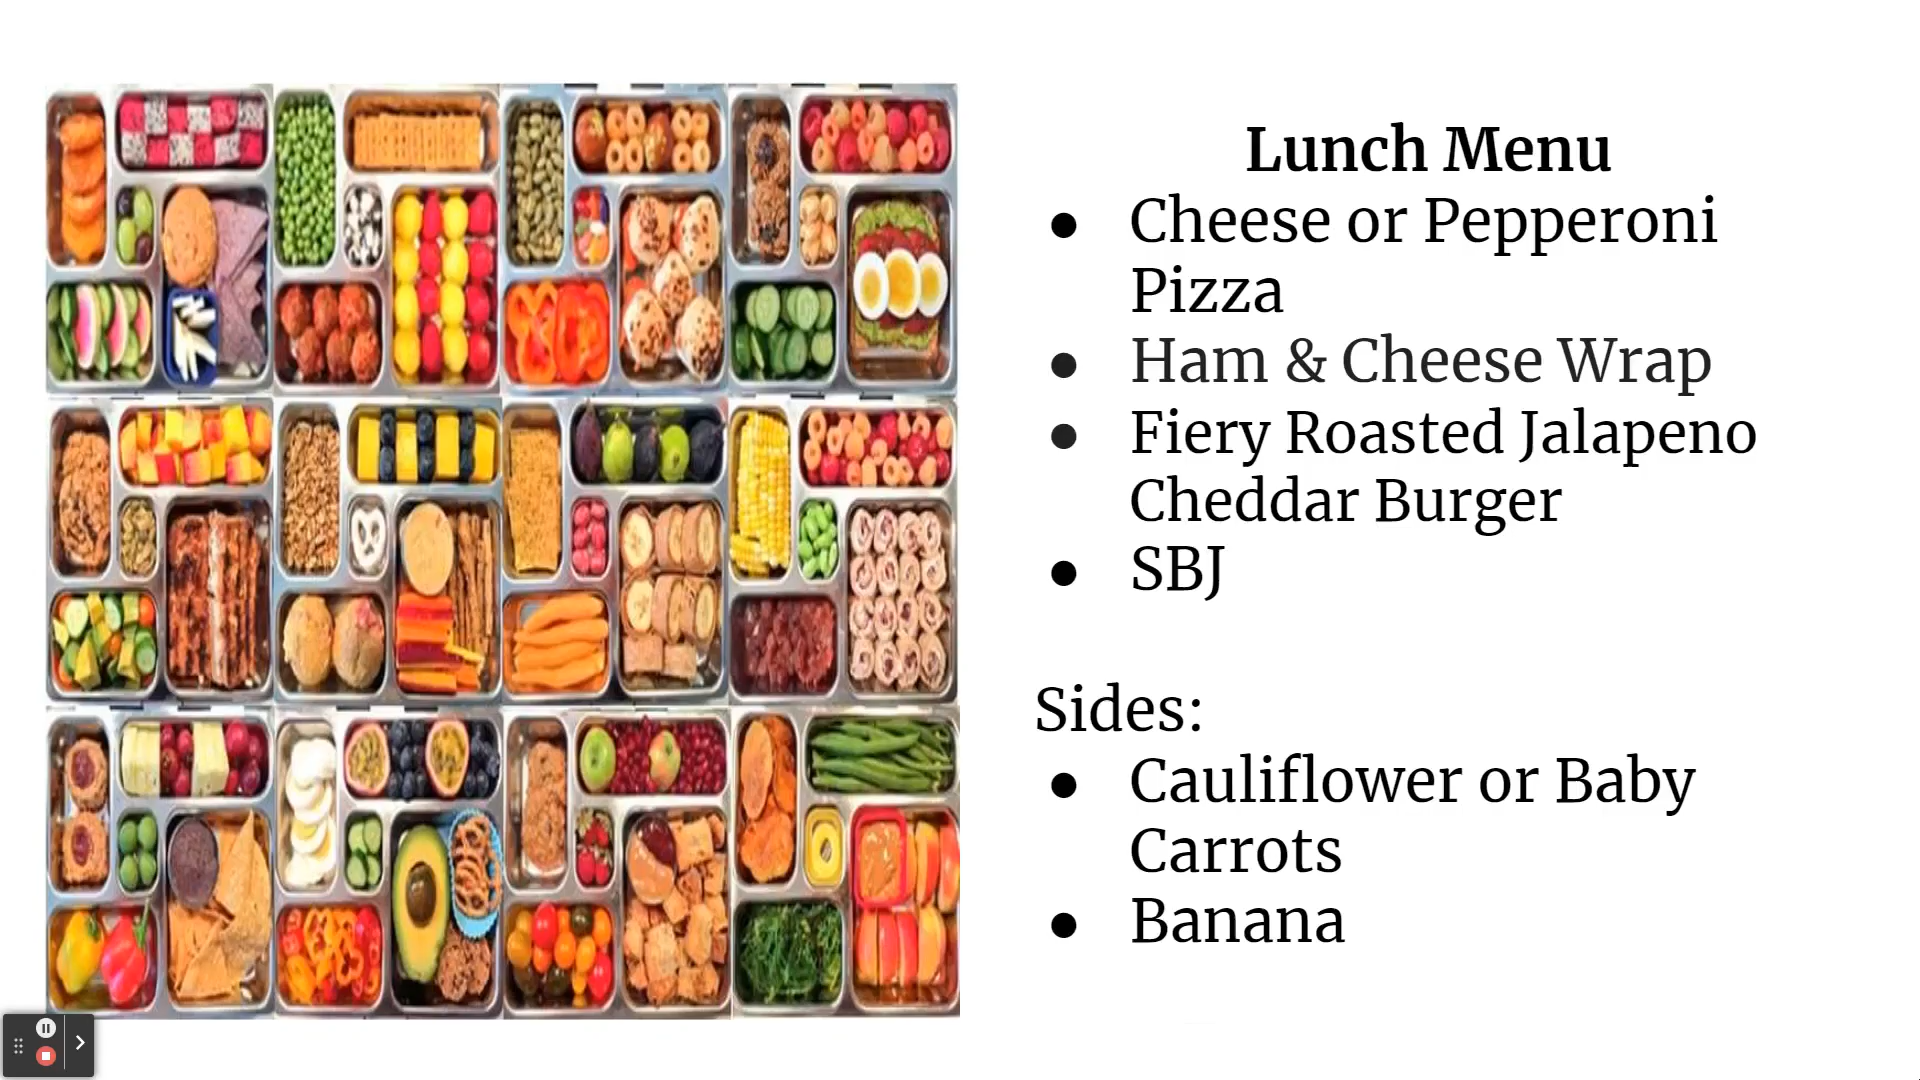 Lunch Menu
● Cheese or Pepperoni
Pizza
● Ham & Cheese Wrap
● Fiery Roasted Jalapeno
Cheddar Burger
● SBJ
Sides:
● Cauliflower or Baby
Carrots
● Banana